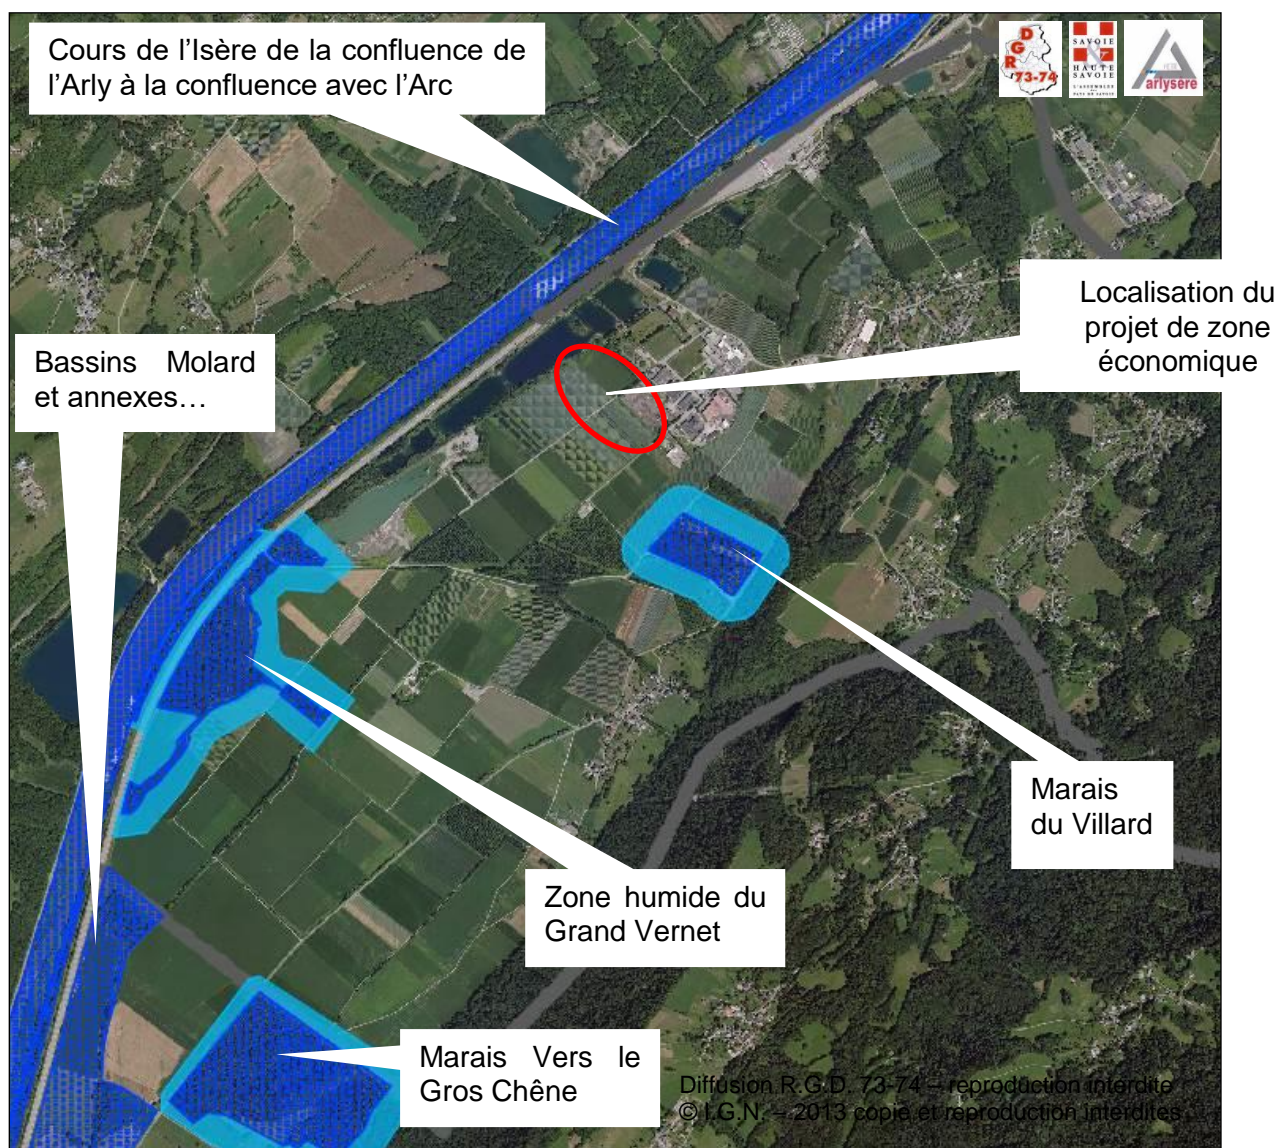 Cours de l'Isère de la confluence de
l'Arly à la confluence avec l'Arc
D
G
R
73-74
SAVOIE
HAUTE
SAVOIE
arlysere
Localisation du
projet de zone
économique
Bassins Molard
et annexes…
Marais
du Villard
Zone humide du
Grand Vernet
Marais Vers le
Gros Chêne
Diffusion R.G.D. 73-74 – reproduction interdite
© I.G.N. – 2013 copie et reproduction interdites